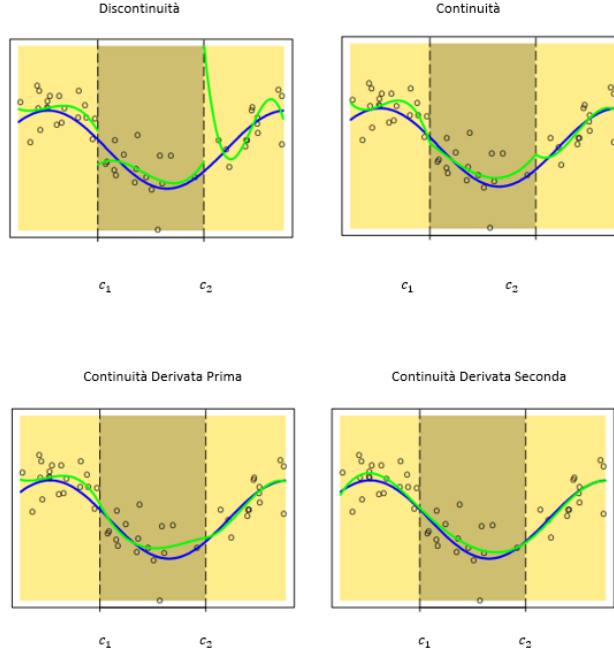 Discontinuità
Continuità
c₁
c₂
c₁
c₂
Continuità Derivata Prima
Continuità Derivata Seconda
c₁
c₂
c₁
c₂